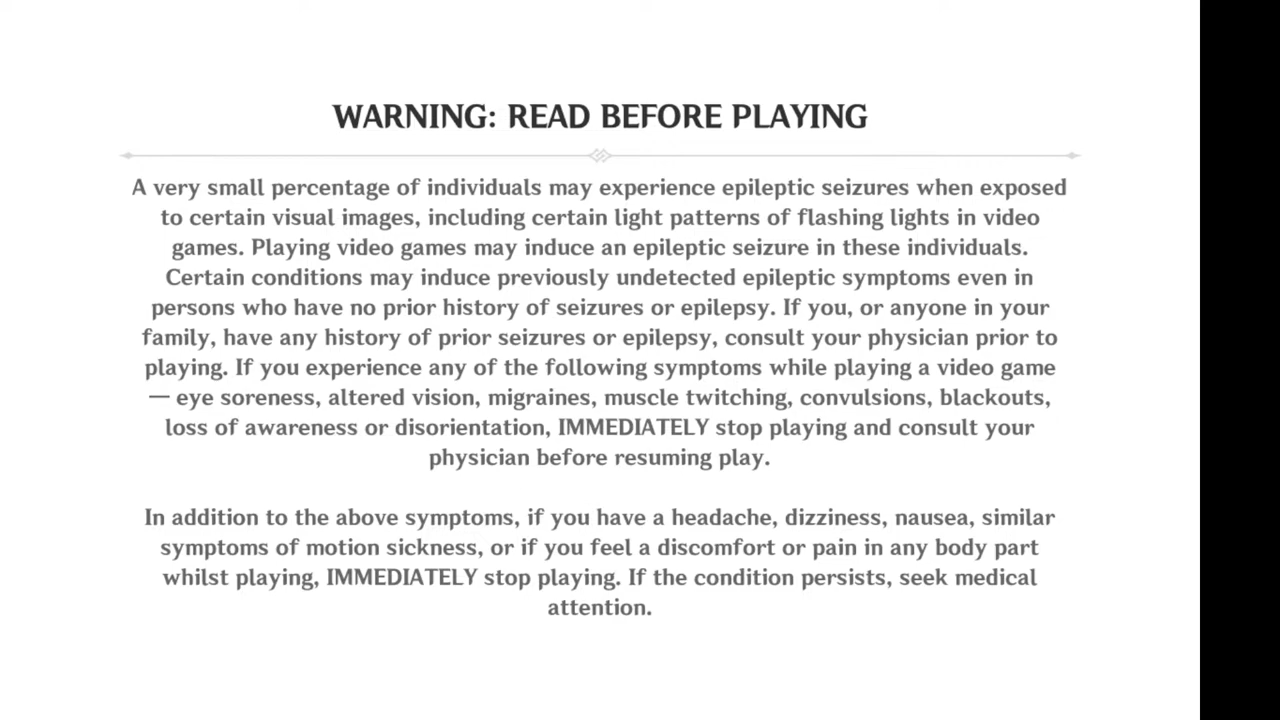 WARNING: READ BEFORE PLAYING
A very small percentage of individuals may experience epileptic seizures when exposed
to certain visual images, including certain light patterns of flashing lights in video
games. Playing video games may induce an epileptic seizure in these individuals.
Certain conditions may induce previously undetected epileptic symptoms even in
persons who have no prior history of seizures or epilepsy. If you, or anyone in your
family, have any history of prior seizures or epilepsy, consult your physician prior to
playing. If you experience any of the following symptoms while playing a video game
— eye soreness, altered vision, migraines, muscle twitching, convulsions, blackouts,
loss of awareness or disorientation, IMMEDIATELY stop playing and consult your
physician before resuming play.
In addition to the above symptoms, if you have a headache, dizziness, nausea, similar
symptoms of motion sickness, or if you feel a discomfort or pain in any body part
whilst playing, IMMEDIATELY stop playing. If the condition persists, seek medical
attention.